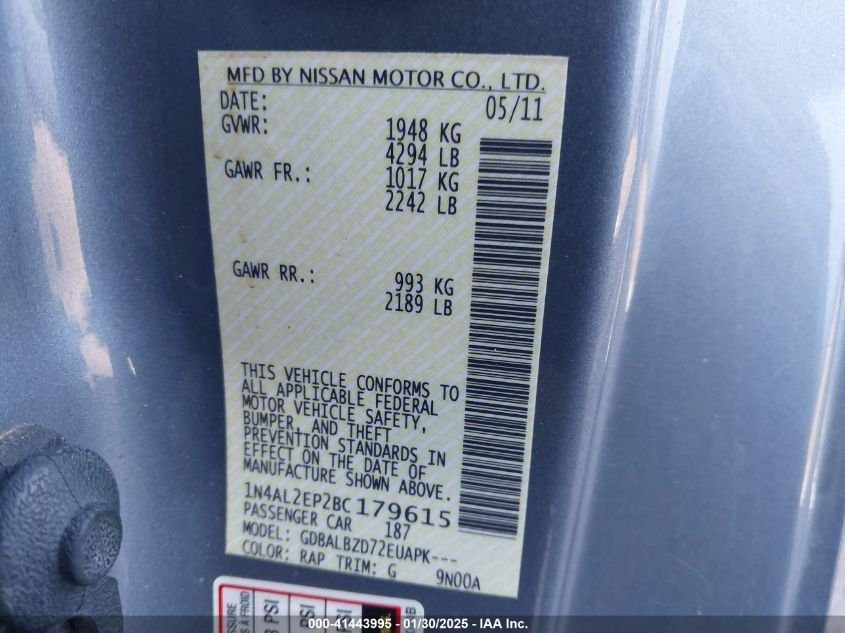 MFD BY NISSAN MOTOR CO., LTD.
DATE: 05/11
GVWR: 1948 KG
4294 LB
GAWR FR.: 1017 KG
2242 LB
GAWR RR.: 993 KG
2189 LB
THIS VEHICLE CONFORMS TO
ALL APPLICABLE FEDERAL
MOTOR VEHICLE SAFETY,
BUMPER, AND THEFT
PREVENTION STANDARDS IN
EFFECT ON THE DATE OF
MANUFACTURE SHOWN ABOVE.
1N4AL2EP2BC179615
PASSENGER CAR 187
MODEL: GDBALBZD72EUAPK---
COLOR: RAP TRIM: G 9N00A
PSI
PSI
PSI
000-41443995 - 01/30/2025 - IAA Inc.